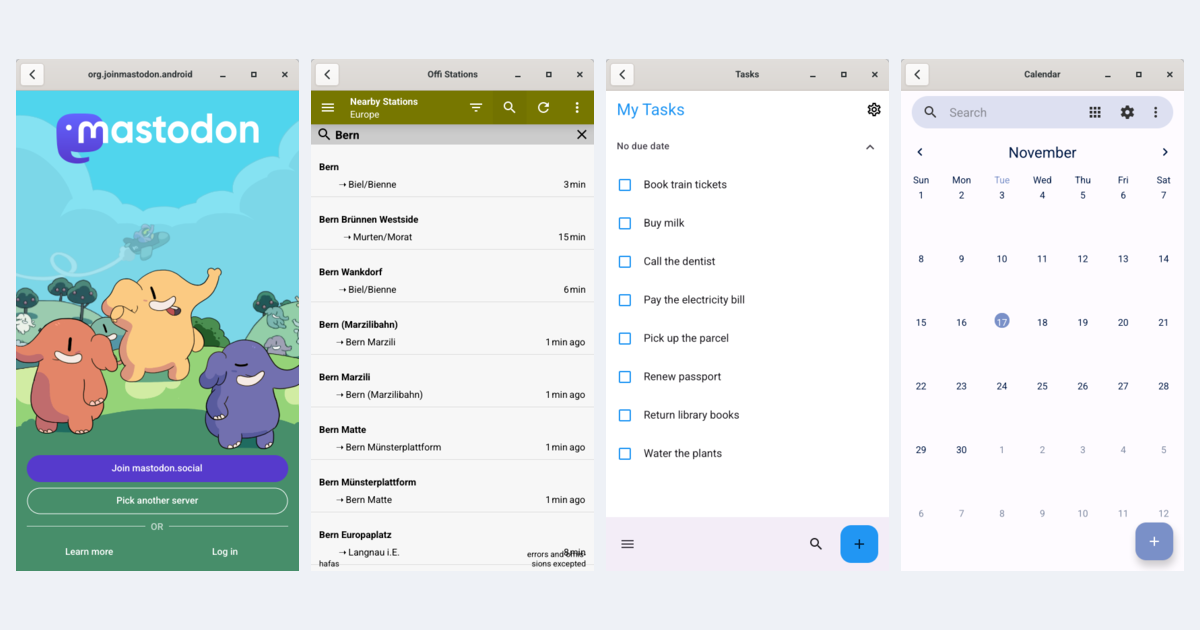 org.joinmastodon.android
mastodon
Join mastodon.social
Pick another server
OR
Learn more Log in
Offi Stations
Nearby Stations
Europe
Bern
Bern
➝ Biel/Bienne 3 min
Bern Brünnen Westside
➝ Murten/Morat 15 min
Bern Wankdorf
➝ Biel/Bienne 6 min
Bern (Marzilibahn)
➝ Bern Marzili 1 min ago
Bern Marzili
➝ Bern (Marzilibahn) 1 min ago
Bern Matte
➝ Bern Münsterplattform 1 min ago
Bern Münsterplattform
➝ Bern Matte 1 min ago
Bern Europaplatz
➝ Langnau i.E. 8 min
hafas
errors and omis-
sions excepted
Tasks
My Tasks
No due date
Book train tickets
Buy milk
Call the dentist
Pay the electricity bill
Pick up the parcel
Renew passport
Return library books
Water the plants
Calendar
Search
November
Sun Mon Tue Wed Thu Fri Sat
1 2 3 4 5 6 7
8 9 10 11 12 13 14
15 16 17 18 19 20 21
22 23 24 25 26 27 28
29 30 1 2 3 4 5
6 7 8 9 10 11 12